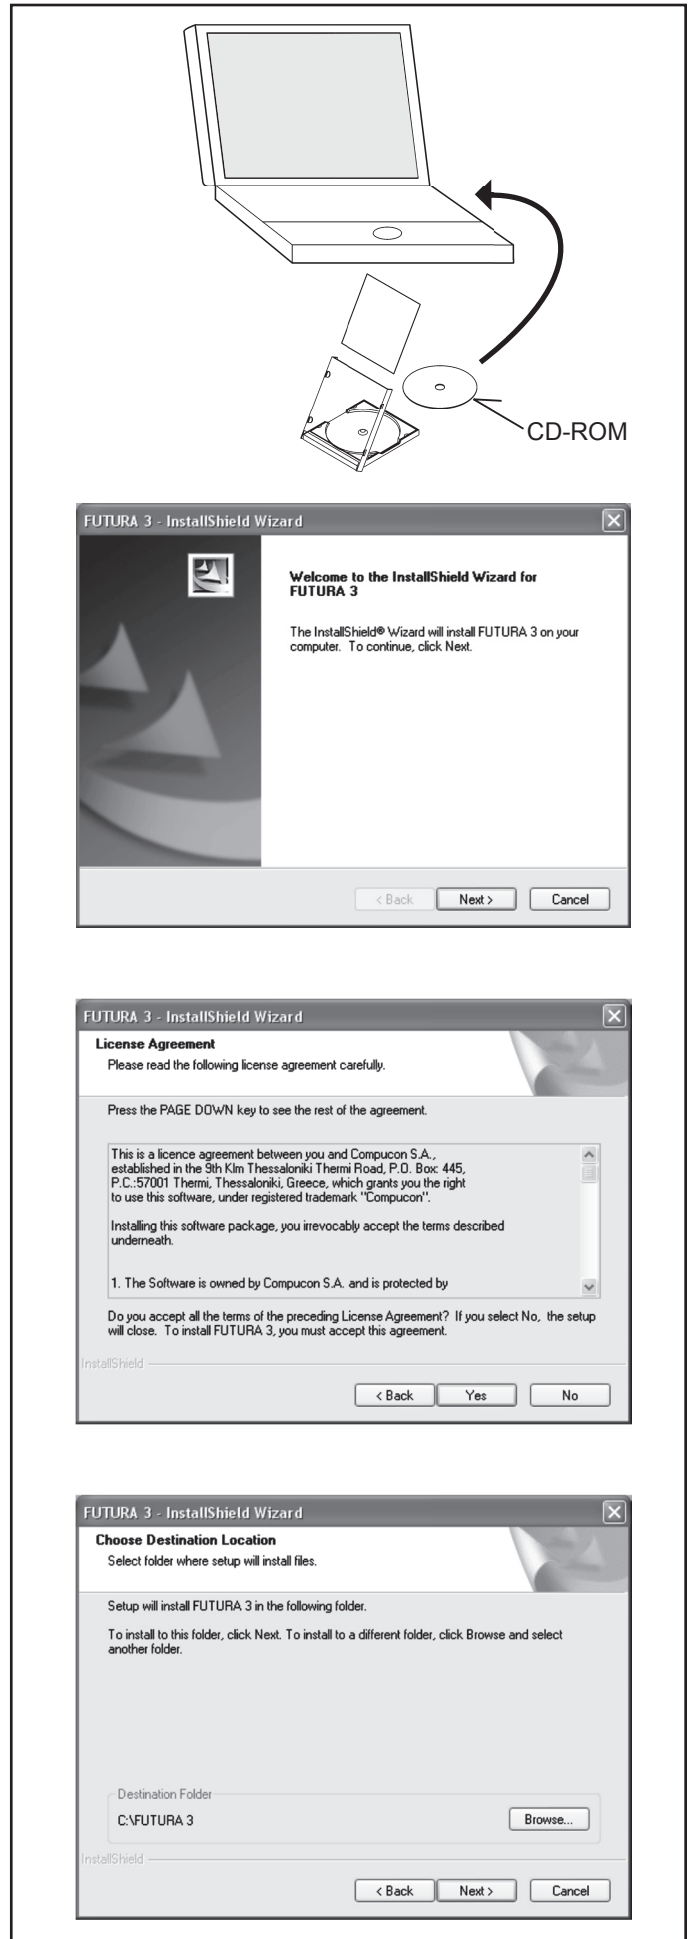 CD-ROM
FUTURA 3 - InstallShield Wizard
Welcome to the InstallShield Wizard for
FUTURA 3
The InstallShield® Wizard will install FUTURA 3 on your
computer. To continue, click Next.
< Back Next > Cancel
FUTURA 3 - InstallShield Wizard
License Agreement
Please read the following license agreement carefully.
Press the PAGE DOWN key to see the rest of the agreement.
This is a licence agreement between you and Compucon S.A.,
established in the 9th Klm Thessaloniki Thermi Road, P.O. Box: 445,
P.C.:57001 Thermi, Thessaloniki, Greece, which grants you the right
to use this software, under registered trademark "Compucon".
Installing this software package, you irrevocably accept the terms described
underneath.
1. The Software is owned by Compucon S.A. and is protected by
Do you accept all the terms of the preceding License Agreement? If you select No, the setup
will close. To install FUTURA 3, you must accept this agreement.
InstallShield
< Back Yes No
FUTURA 3 - InstallShield Wizard
Choose Destination Location
Select folder where setup will install files.
Setup will install FUTURA 3 in the following folder.
To install to this folder, click Next. To install to a different folder, click Browse and select
another folder.
Destination Folder
C:\FUTURA 3 Browse...
InstallShield
< Back Next > Cancel